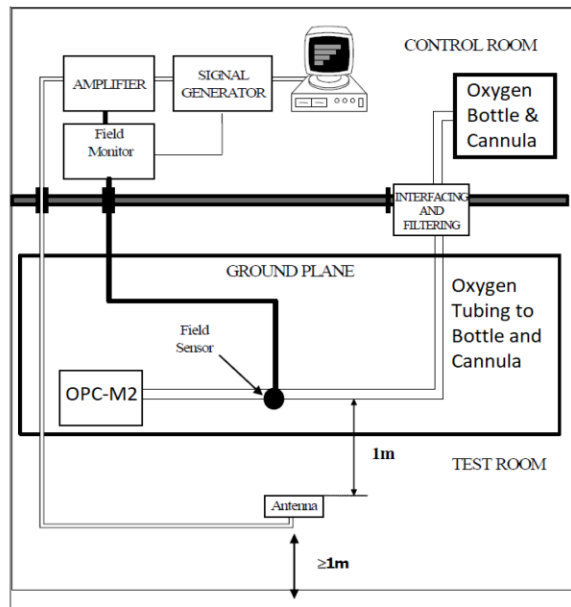 CONTROL ROOM
AMPLIFIER
SIGNAL
GENERATOR
Oxygen
Bottle &
Cannula
Field
Monitor
INTERFACING
AND
FILTERING
GROUND PLANE
Oxygen
Tubing to
Bottle and
Cannula
Field
Sensor
OPC-M2
1m
TEST ROOM
Antenna
≥1m